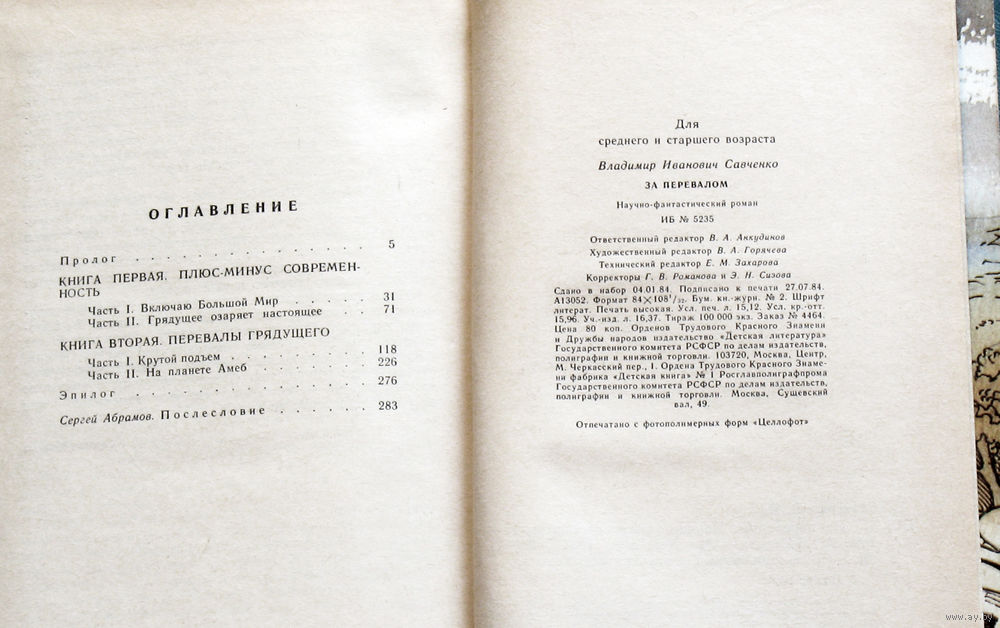 ОГЛАВЛЕНИЕ
Пролог . . . . . . . . . . . . . 5
КНИГА ПЕРВАЯ. ПЛЮС-МИНУС СОВРЕМЕН-
НОСТЬ
Часть I. Включаю Большой Мир . . . . . 31
Часть II. Грядущее озаряет настоящее . . 71
КНИГА ВТОРАЯ. ПЕРЕВАЛЫ ГРЯДУЩЕГО
Часть I. Крутой подъем . . . . . . . . 118
Часть II. На планете Амеб . . . . . . . 226
Эпилог . . . . . . . . . . . . . 276
Сергей Абрамов. Послесловие . . . . . . 283
Для
среднего и старшего возраста
Владимир Иванович Савченко
ЗА ПЕРЕВАЛОМ
Научно-фантастический роман
ИБ № 5235
Ответственный редактор В. А. Анкудинов
Художественный редактор В. А. Горячева
Технический редактор Е. М. Захарова
Корректоры Г. В. Романова и Э. Н. Сизова
Сдано в набор 04.01.84. Подписано к печати 27.07.84.
А13052. Формат 84×108¹/₃₂. Бум. кн.-журн. № 2. Шрифт
литерат. Печать высокая. Усл. печ. л. 15,12. Усл. кр.-отт.
15,96. Уч.-изд. л. 16,37. Тираж 100 000 экз. Заказ № 4464.
Цена 80 коп. Орденов Трудового Красного Знамени
и Дружбы народов издательство «Детская литература»
Государственного комитета РСФСР по делам издательств,
полиграфии и книжной торговли. 103720, Москва, Центр,
М. Черкасский пер., 1. Ордена Трудового Красного Знаме-
ни фабрика «Детская книга» № 1 Росглавполиграфпрома
Государственного комитета РСФСР по делам издательств,
полиграфии и книжной торговли. Москва, Сущевский
вал, 49.
Отпечатано с фотополимерных форм «Целлофот»
www.ay.by